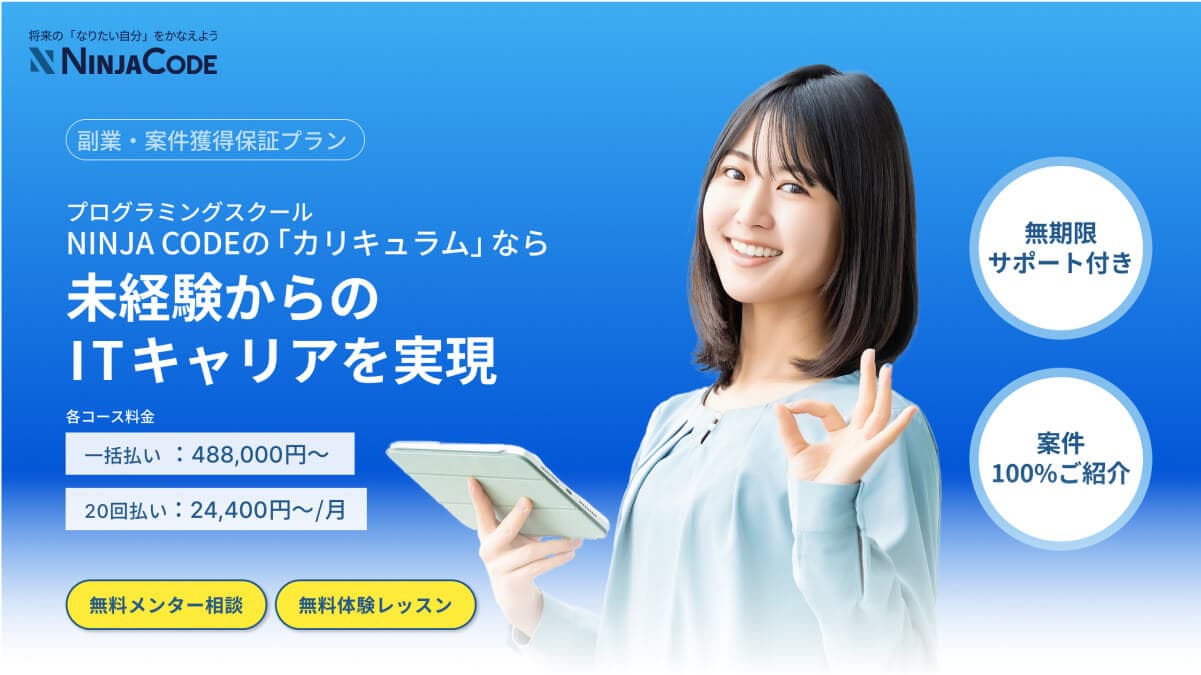 将来の「なりたい自分」をかなえよう
NINJACODE
副業・案件獲得保証プラン
プログラミングスクール
NINJA CODEの「カリキュラム」なら
未経験からの
ITキャリアを実現
各コース料金
一括払い ：488,000円〜
20回払い：24,400円〜/月
無料メンター相談
無料体験レッスン
無期限
サポート付き
案件
100%ご紹介